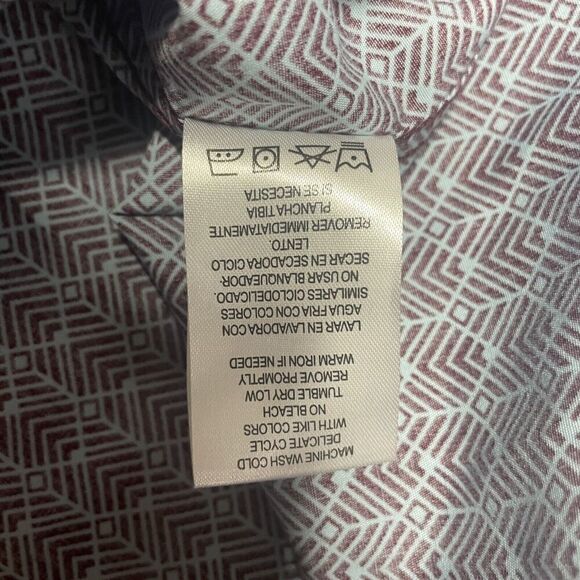 MACHINE WASH COLD
DELICATE CYCLE
WITH LIKE COLORS
NO BLEACH
TUMBLE DRY LOW
REMOVE PROMPTLY
WARM IRON IF NEEDED
LAVAR EN LAVADORA CON
AGUA FRIA CON COLORES
SIMILARES CICLO DELICADO.
NO USAR BLANQUEADOR.
SECAR EN SECADORA CICLO
LENTO.
REMOVER IMMEDIATAMENTE
PLANCHA TIBIA
SI SE NECESITA